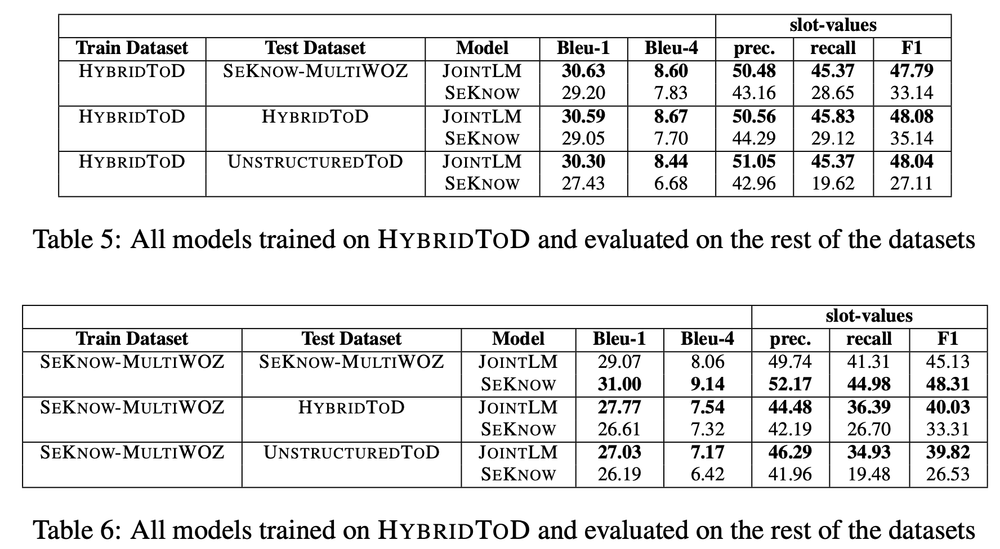 slot-values
Train Dataset Test Dataset Model Bleu-1 Bleu-4 prec. recall F1
HYBRIDTOD SEKNOW-MULTIWOZ JOINTLM 30.63 8.60 50.48 45.37 47.79
SEKNOW 29.20 7.83 43.16 28.65 33.14
HYBRIDTOD HYBRIDTOD JOINTLM 30.59 8.67 50.56 45.83 48.08
SEKNOW 29.05 7.70 44.29 29.12 35.14
HYBRIDTOD UNSTRUCTUREDTOD JOINTLM 30.30 8.44 51.05 45.37 48.04
SEKNOW 27.43 6.68 42.96 19.62 27.11
Table 5: All models trained on HYBRIDTOD and evaluated on the rest of the datasets
slot-values
Train Dataset Test Dataset Model Bleu-1 Bleu-4 prec. recall F1
SEKNOW-MULTIWOZ SEKNOW-MULTIWOZ JOINTLM 29.07 8.06 49.74 41.31 45.13
SEKNOW 31.00 9.14 52.17 44.98 48.31
SEKNOW-MULTIWOZ HYBRIDTOD JOINTLM 27.77 7.54 44.48 36.39 40.03
SEKNOW 26.61 7.32 42.19 26.70 33.31
SEKNOW-MULTIWOZ UNSTRUCTUREDTOD JOINTLM 27.03 7.17 46.29 34.93 39.82
SEKNOW 26.19 6.42 41.96 19.48 26.53
Table 6: All models trained on HYBRIDTOD and evaluated on the rest of the datasets